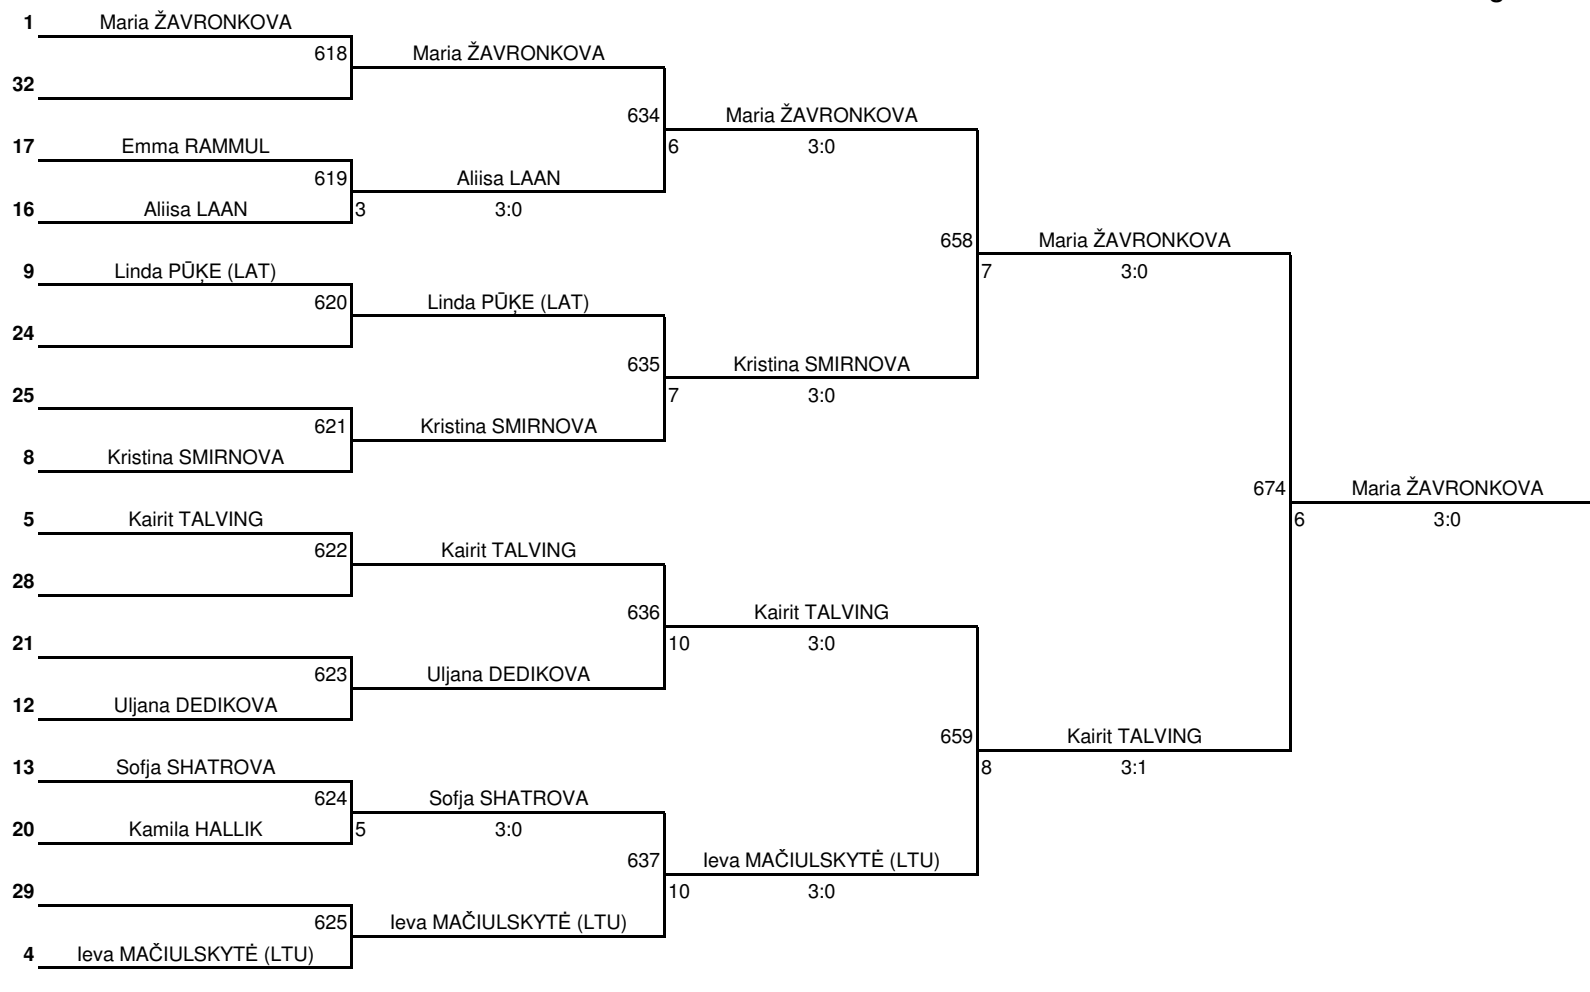 1 Maria ŽAVRONKOVA
618 Maria ŽAVRONKOVA
32
634 Maria ŽAVRONKOVA
17 Emma RAMMUL 6 3:0
619 Aliisa LAAN
16 Aliisa LAAN 3 3:0
658 Maria ŽAVRONKOVA
9 Linda PŪĶE (LAT) 7 3:0
620 Linda PŪĶE (LAT)
24
635 Kristina SMIRNOVA
25 7 3:0
621 Kristina SMIRNOVA
8 Kristina SMIRNOVA
674 Maria ŽAVRONKOVA
5 Kairit TALVING 6 3:0
622 Kairit TALVING
28
636 Kairit TALVING
21 10 3:0
623 Uljana DEDIKOVA
12 Uljana DEDIKOVA
659 Kairit TALVING
13 Sofja SHATROVA 8 3:1
624 Sofja SHATROVA
20 Kamila HALLIK 5 3:0
637 Ieva MAČIULSKYTĖ (LTU)
29 10 3:0
625 Ieva MAČIULSKYTĖ (LTU)
4 Ieva MAČIULSKYTĖ (LTU)